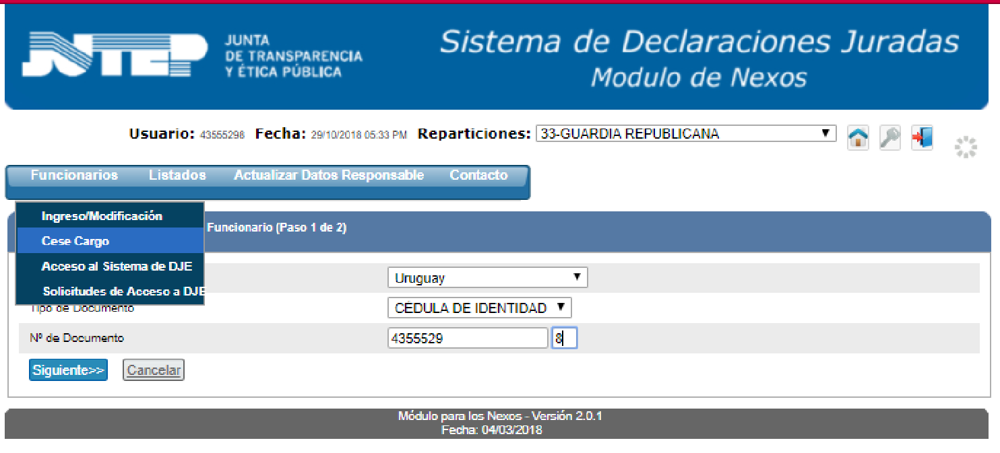 JUTEP
JUNTA
DE TRANSPARENCIA
Y ÉTICA PÚBLICA
Sistema de Declaraciones Juradas
Modulo de Nexos
Usuario: 43555298 Fecha: 29/10/2018 05:33 PM Reparticiones: 33-GUARDIA REPUBLICANA
Funcionarios Listados Actualizar Datos Responsable Contacto
Ingreso/Modificación
Funcionario (Paso 1 de 2)
Cese Cargo
Acceso al Sistema de DJE
Uruguay
Solicitudes de Acceso a DJE
Tipo de Documento CÉDULA DE IDENTIDAD
Nº de Documento 4355529 8
Siguiente>> Cancelar
Módulo para los Nexos - Versión 2.0.1
Fecha: 04/03/2018